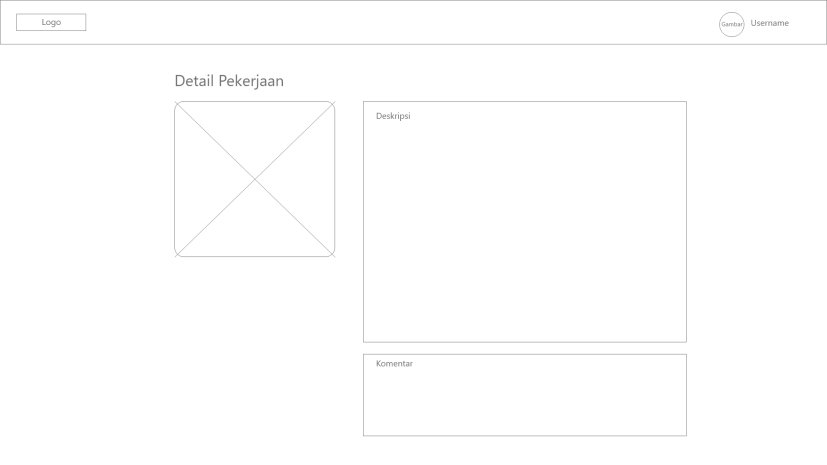 Logo
Gambar
Username
Detail Pekerjaan
Deskripsi
Komentar